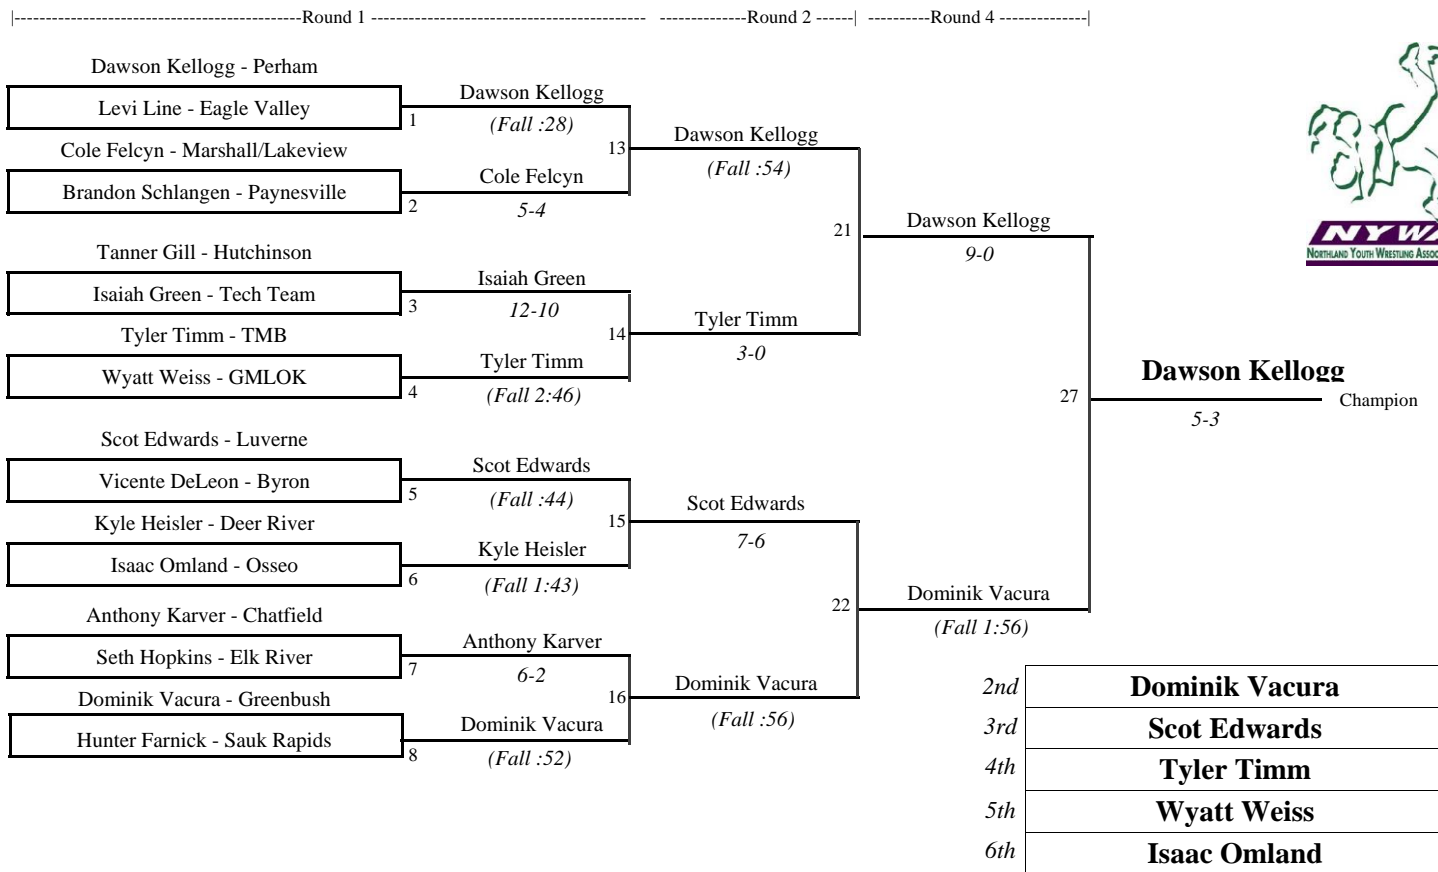 |----------------------------------------------Round 1 -------------------------------------------- --------------Round 2 ------| ----------Round 4 --------------|
Dawson Kellogg - Perham
Levi Line - Eagle Valley
1
Dawson Kellogg
(Fall :28)
Cole Felcyn - Marshall/Lakeview
Brandon Schlangen - Paynesville
2
Cole Felcyn
5-4
13
Dawson Kellogg
(Fall :54)
Tanner Gill - Hutchinson
Isaiah Green - Tech Team
3
Isaiah Green
12-10
Tyler Timm - TMB
Wyatt Weiss - GMLOK
4
Tyler Timm
(Fall 2:46)
14
Tyler Timm
3-0
21
Dawson Kellogg
9-0
Scot Edwards - Luverne
Vicente DeLeon - Byron
5
Scot Edwards
(Fall :44)
Kyle Heisler - Deer River
Isaac Omland - Osseo
6
Kyle Heisler
(Fall 1:43)
15
Scot Edwards
7-6
Anthony Karver - Chatfield
Seth Hopkins - Elk River
7
Anthony Karver
6-2
Dominik Vacura - Greenbush
Hunter Farnick - Sauk Rapids
8
Dominik Vacura
(Fall :52)
16
Dominik Vacura
(Fall :56)
22
Dominik Vacura
(Fall 1:56)
27
Dawson Kellogg
Champion
5-3
NYWA
Northland Youth Wrestling Assoc
2nd Dominik Vacura
3rd Scot Edwards
4th Tyler Timm
5th Wyatt Weiss
6th Isaac Omland